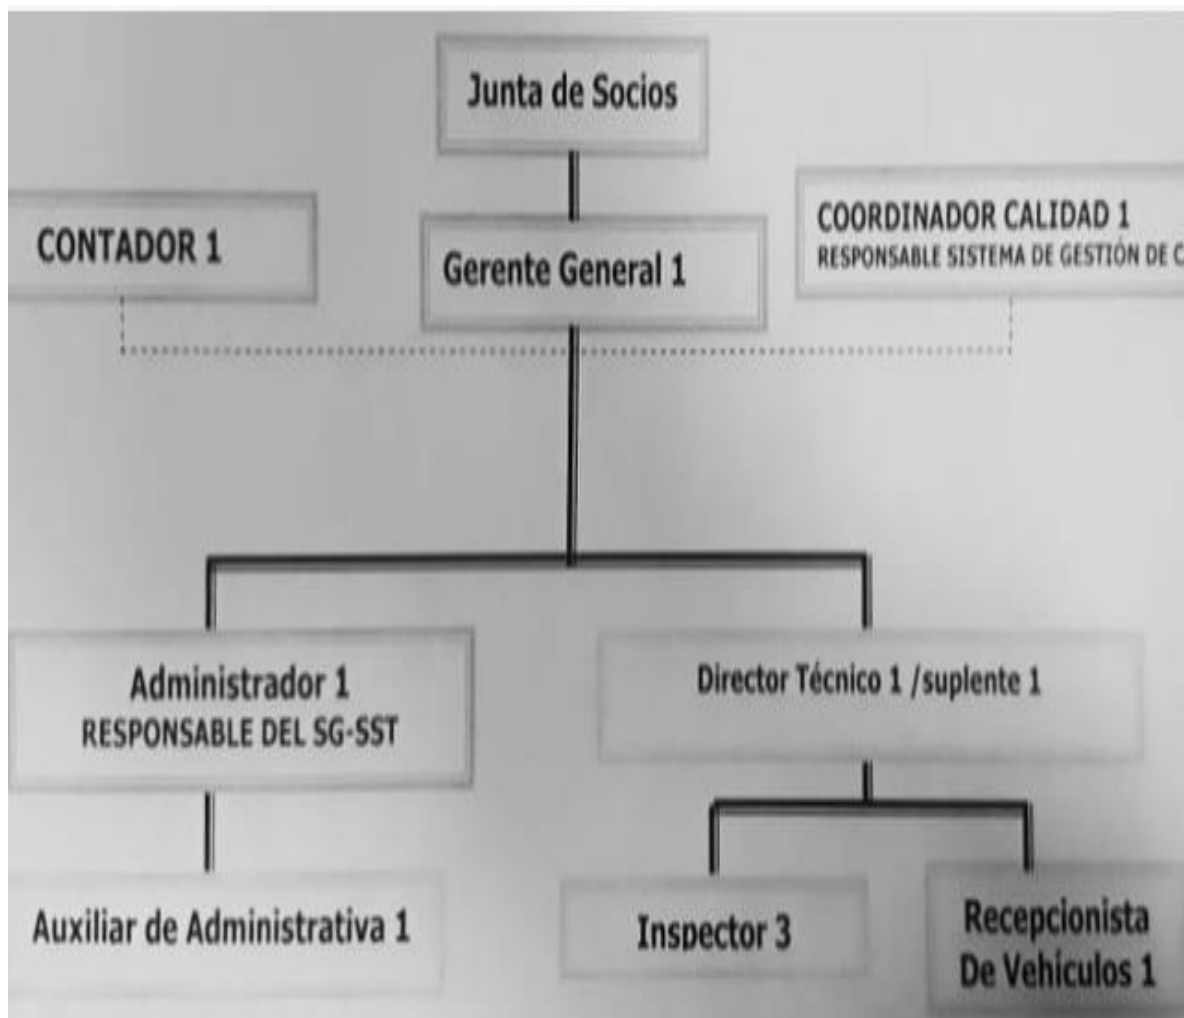 Junta de Socios
CONTADOR 1
Gerente General 1
COORDINADOR CALIDAD 1
RESPONSABLE SISTEMA DE GESTIÓN DE C
Administrador 1
RESPONSABLE DEL SG-SST
Director Técnico 1 /suplente 1
Auxiliar de Administrativa 1
Inspector 3
Recepcionista
De Vehículos 1